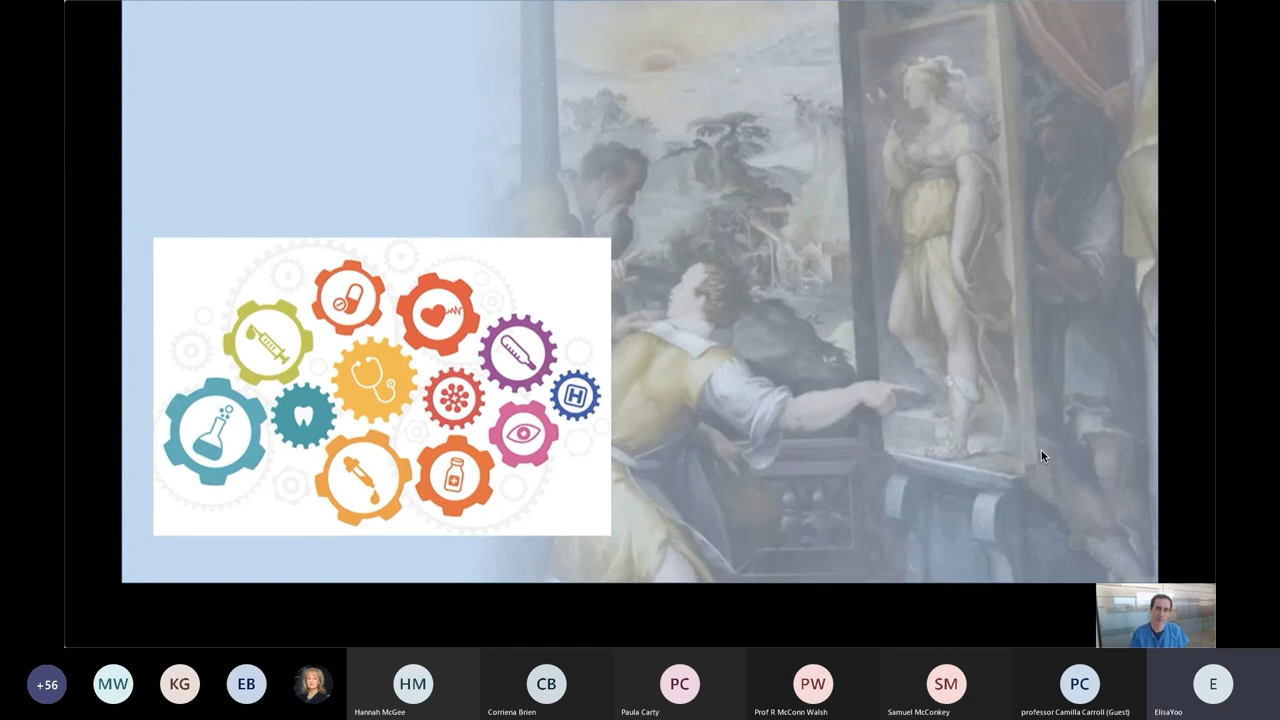 H
+56
MW
KG
EB
HM
Hannah McGee
CB
Corriena Brien
PC
Paula Carty
PW
Prof R McConn Walsh
SM
Samuel McConkey
PC
professor Camilla Carroll (Guest)
E
ElisaYoo